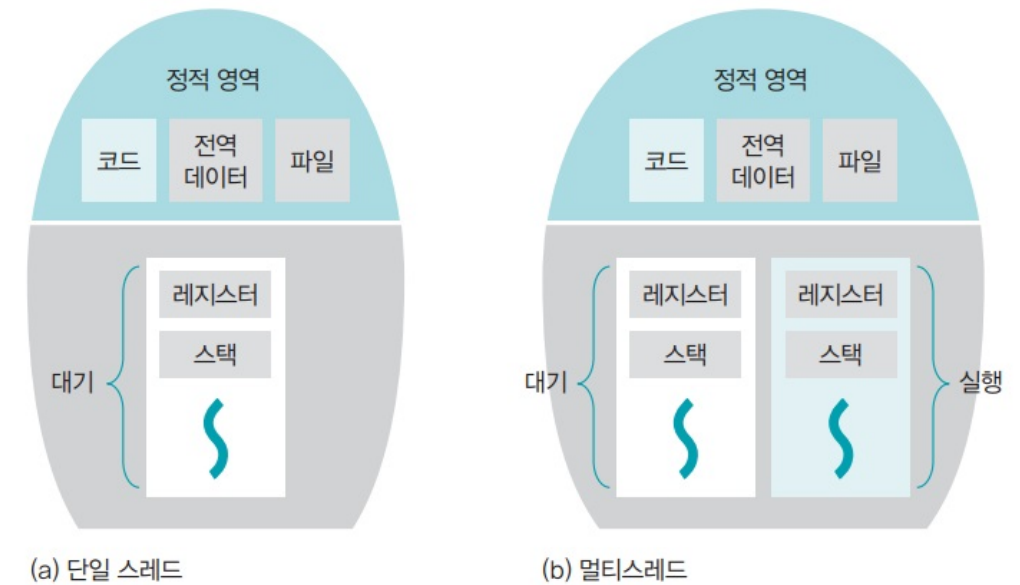 정적 영역
코드
전역
데이터
파일
레지스터
스택
대기
(a) 단일 스레드
정적 영역
코드
전역
데이터
파일
레지스터
스택
대기
레지스터
스택
실행
(b) 멀티스레드